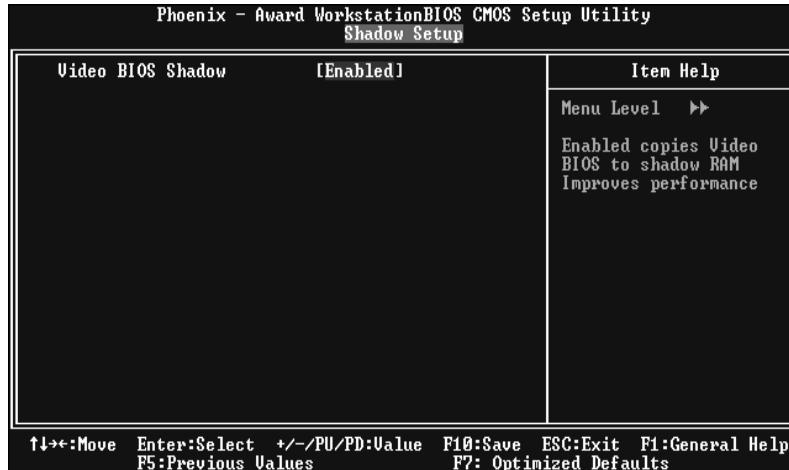 Phoenix - Award WorkstationBIOS CMOS Setup Utility
Shadow Setup
Video BIOS Shadow [Enabled]
Item Help
Menu Level ►►
Enabled copies Video
BIOS to shadow RAM
Improves performance
↑↓→←:Move Enter:Select +/-/PU/PD:Value F10:Save ESC:Exit F1:General Help
F5:Previous Values F7: Optimized Defaults